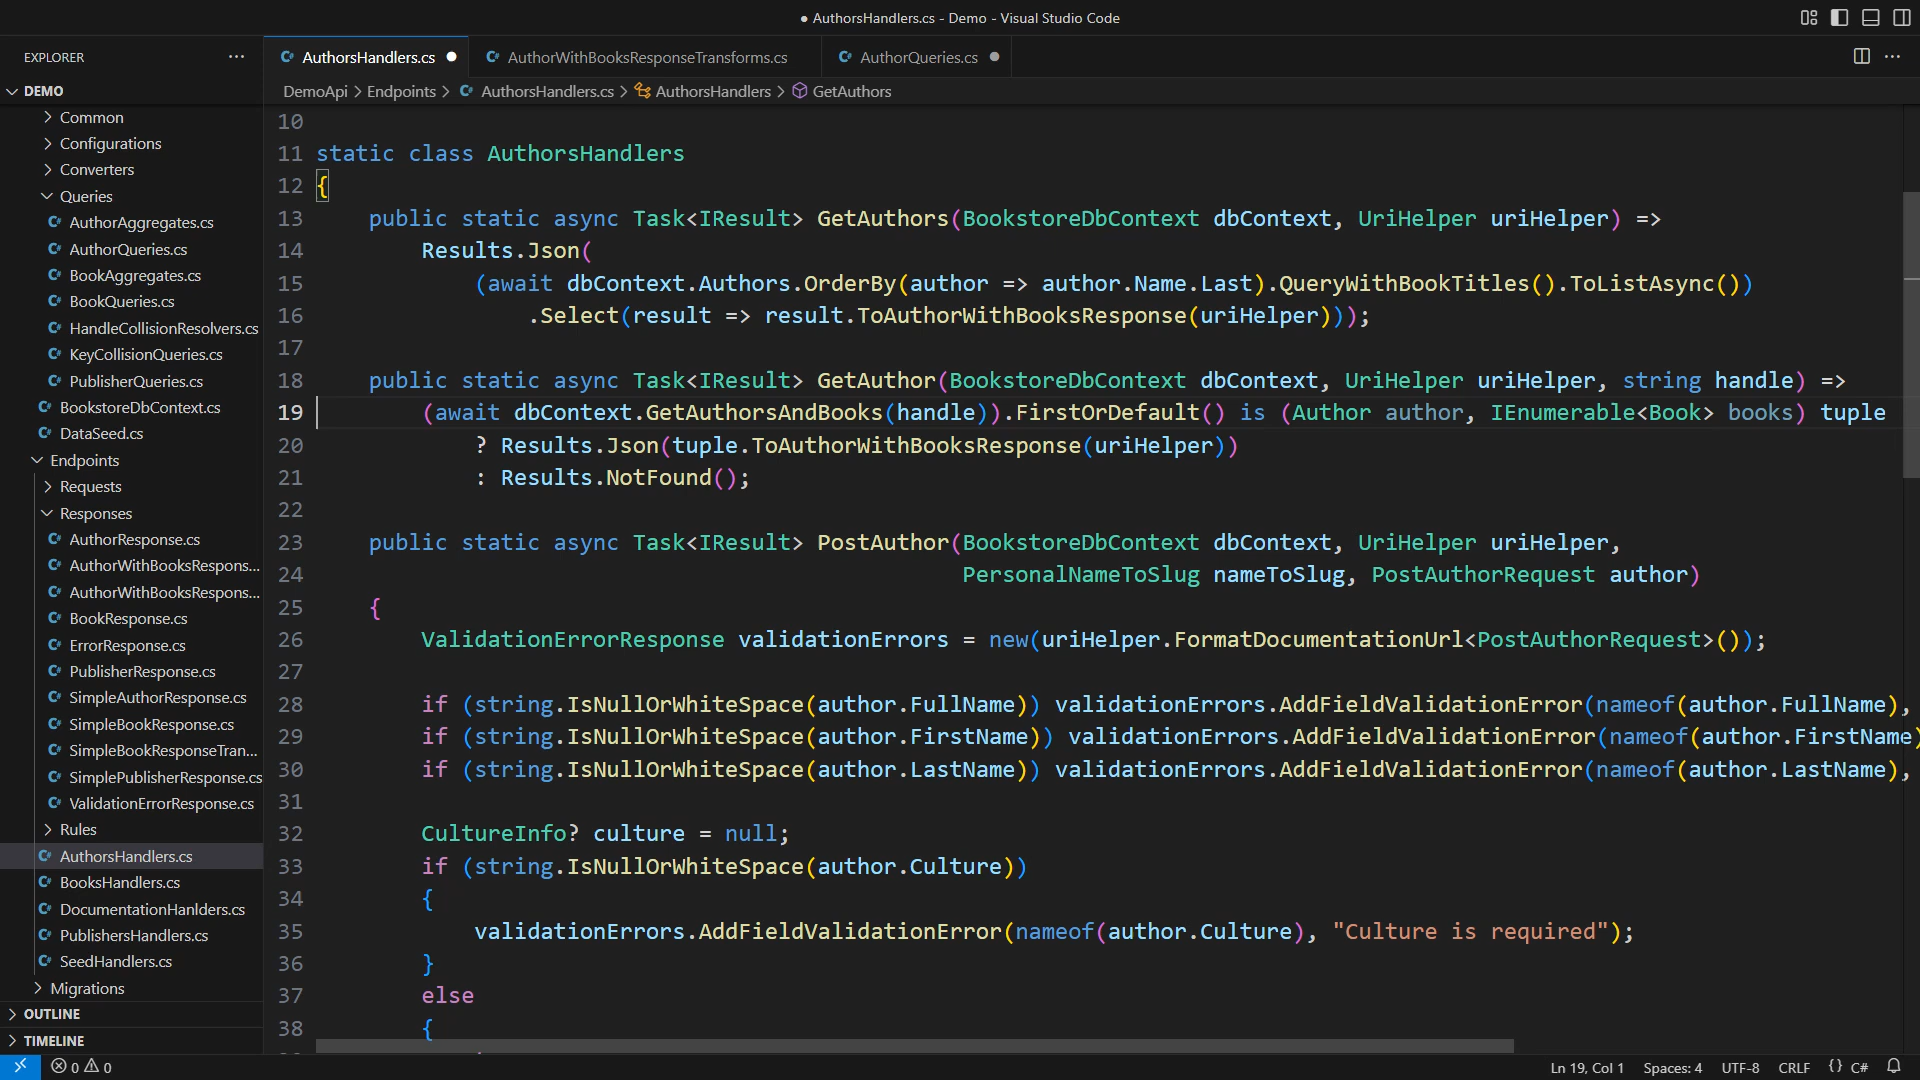 ● AuthorsHandlers.cs - Demo - Visual Studio Code
EXPLORER
AuthorsHandlers.cs
AuthorWithBooksResponseTransforms.cs
AuthorQueries.cs
DEMO
DemoApi > Endpoints > AuthorsHandlers.cs > AuthorsHandlers > GetAuthors
Common
Configurations
Converters
Queries
AuthorAggregates.cs
AuthorQueries.cs
BookAggregates.cs
BookQueries.cs
HandleCollisionResolvers.cs
KeyCollisionQueries.cs
PublisherQueries.cs
BookstoreDbContext.cs
DataSeed.cs
Endpoints
Requests
Responses
AuthorResponse.cs
AuthorWithBooksRespons...
AuthorWithBooksRespons...
BookResponse.cs
ErrorResponse.cs
PublisherResponse.cs
SimpleAuthorResponse.cs
SimpleBookResponse.cs
SimpleBookResponseTran...
SimplePublisherResponse.cs
ValidationErrorResponse.cs
Rules
AuthorsHandlers.cs
BooksHandlers.cs
DocumentationHanlders.cs
PublishersHandlers.cs
SeedHandlers.cs
Migrations
OUTLINE
TIMELINE
10
11 static class AuthorsHandlers
12 {
13     public static async Task<IResult> GetAuthors(BookstoreDbContext dbContext, UriHelper uriHelper) =>
14         Results.Json(
15             (await dbContext.Authors.OrderBy(author => author.Name.Last).QueryWithBookTitles().ToListAsync())
16                 .Select(result => result.ToAuthorWithBooksResponse(uriHelper)));
17
18     public static async Task<IResult> GetAuthor(BookstoreDbContext dbContext, UriHelper uriHelper, string handle) =>
19         (await dbContext.GetAuthorsAndBooks(handle)).FirstOrDefault() is (Author author, IEnumerable<Book> books) tuple
20             ? Results.Json(tuple.ToAuthorWithBooksResponse(uriHelper))
21             : Results.NotFound();
22
23     public static async Task<IResult> PostAuthor(BookstoreDbContext dbContext, UriHelper uriHelper,
24                                                  PersonalNameToSlug nameToSlug, PostAuthorRequest author)
25     {
26         ValidationErrorResponse validationErrors = new(uriHelper.FormatDocumentationUrl<PostAuthorRequest>());
27
28         if (string.IsNullOrWhiteSpace(author.FullName)) validationErrors.AddFieldValidationError(nameof(author.FullName),
29         if (string.IsNullOrWhiteSpace(author.FirstName)) validationErrors.AddFieldValidationError(nameof(author.FirstName)
30         if (string.IsNullOrWhiteSpace(author.LastName)) validationErrors.AddFieldValidationError(nameof(author.LastName),
31
32         CultureInfo? culture = null;
33         if (string.IsNullOrWhiteSpace(author.Culture))
34         {
35             validationErrors.AddFieldValidationError(nameof(author.Culture), "Culture is required");
36         }
37         else
38         {
0 0
Ln 19, Col 1
Spaces: 4
UTF-8
CRLF
{} C#